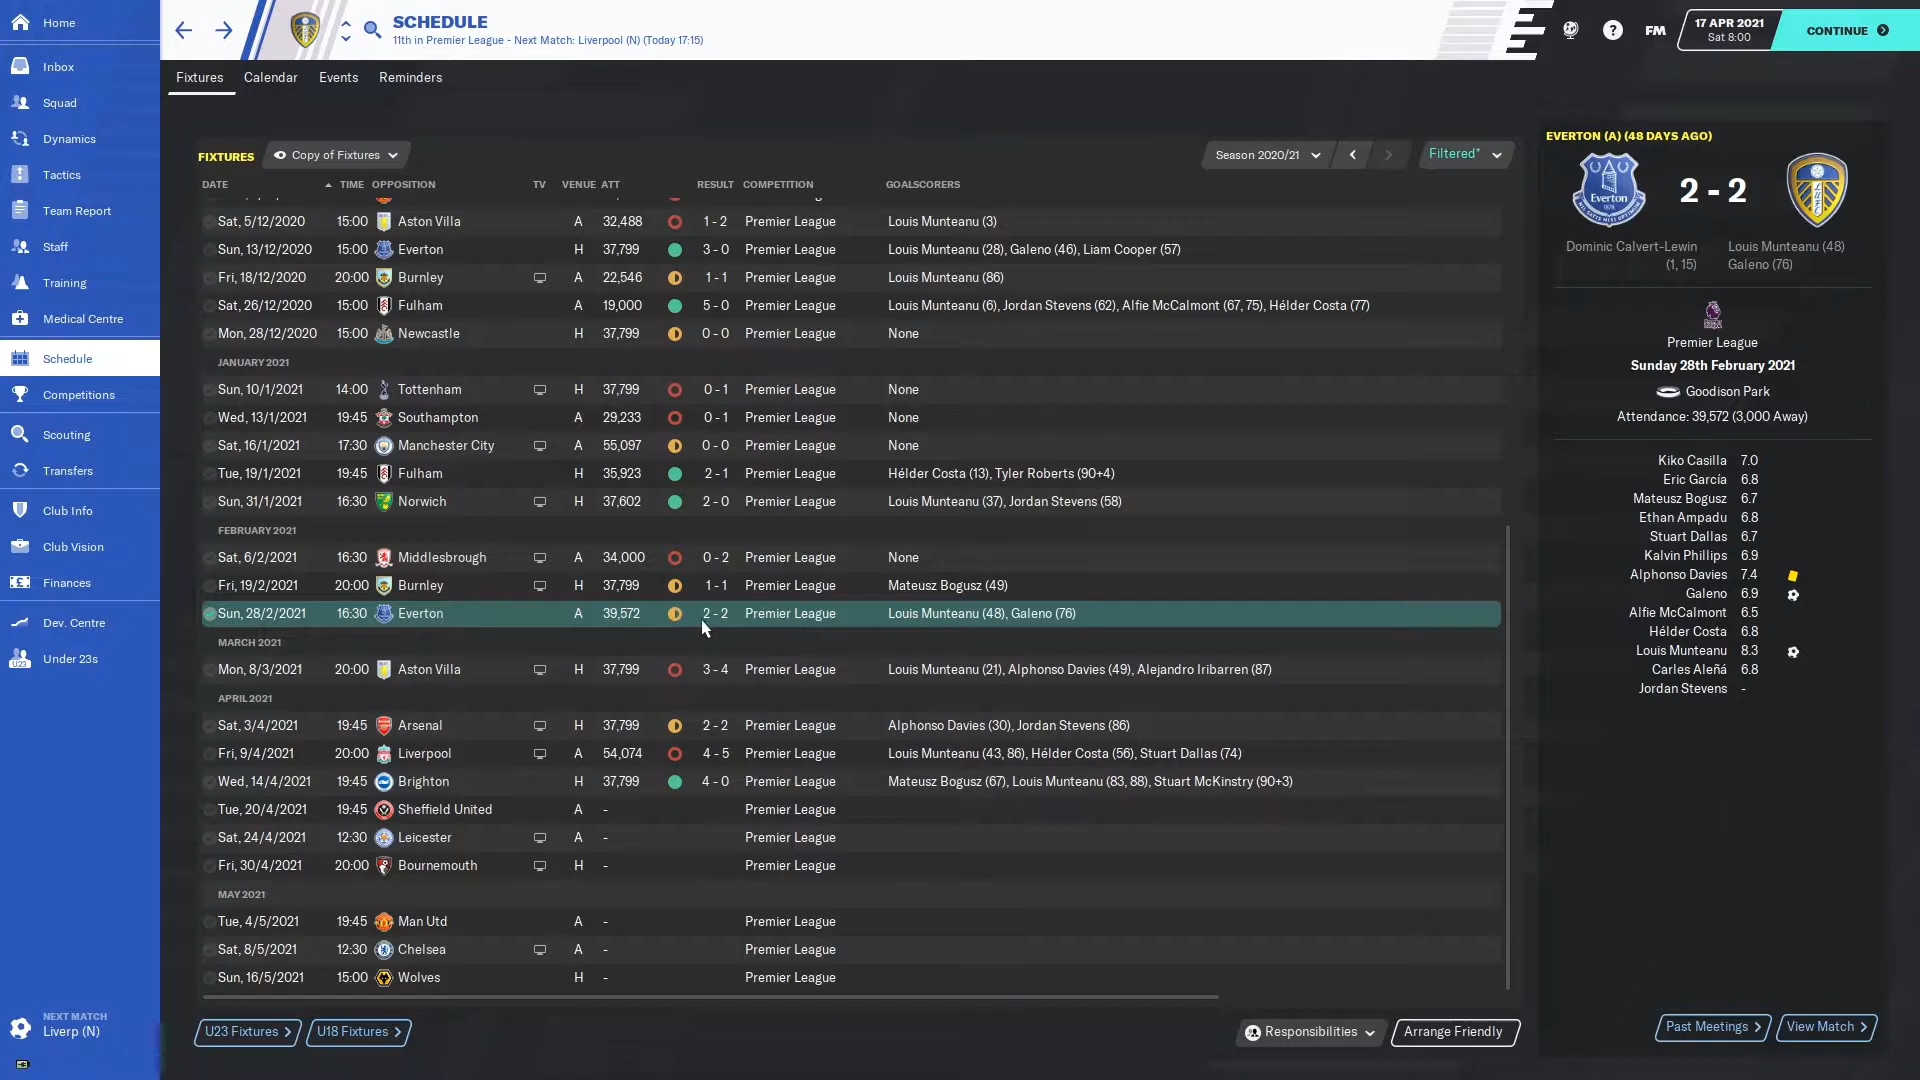 Home
Inbox
Squad
Dynamics
Tactics
Team Report
Staff
Training
Medical Centre
Schedule
Competitions
Scouting
Transfers
Club Info
Club Vision
Finances
Dev. Centre
U23 Under 23s
NEXT MATCH
Liverp (N)
SCHEDULE
11th in Premier League - Next Match: Liverpool (N) (Today 17:15)
? FM
17 APR 2021
Sat 8:00
CONTINUE
Fixtures Calendar Events Reminders
FIXTURES Copy of Fixtures Season 2020/21 Filtered*
DATE TIME OPPOSITION TV VENUE ATT RESULT COMPETITION GOALSCORERS
Sat, 5/12/2020 15:00 Aston Villa A 32,488 1 - 2 Premier League Louis Munteanu (3)
Sun, 13/12/2020 15:00 Everton H 37,799 3 - 0 Premier League Louis Munteanu (28), Galeno (46), Liam Cooper (57)
Fri, 18/12/2020 20:00 Burnley A 22,546 1 - 1 Premier League Louis Munteanu (86)
Sat, 26/12/2020 15:00 Fulham A 19,000 5 - 0 Premier League Louis Munteanu (6), Jordan Stevens (62), Alfie McCalmont (67, 75), Hélder Costa (77)
Mon, 28/12/2020 15:00 Newcastle H 37,799 0 - 0 Premier League None
JANUARY 2021
Sun, 10/1/2021 14:00 Tottenham H 37,799 0 - 1 Premier League None
Wed, 13/1/2021 19:45 Southampton A 29,233 0 - 1 Premier League None
Sat, 16/1/2021 17:30 Manchester City A 55,097 0 - 0 Premier League None
Tue, 19/1/2021 19:45 Fulham H 35,923 2 - 1 Premier League Hélder Costa (13), Tyler Roberts (90+4)
Sun, 31/1/2021 16:30 Norwich H 37,602 2 - 0 Premier League Louis Munteanu (37), Jordan Stevens (58)
FEBRUARY 2021
Sat, 6/2/2021 16:30 Middlesbrough A 34,000 0 - 2 Premier League None
Fri, 19/2/2021 20:00 Burnley H 37,799 1 - 1 Premier League Mateusz Bogusz (49)
Sun, 28/2/2021 16:30 Everton A 39,572 2 - 2 Premier League Louis Munteanu (48), Galeno (76)
MARCH 2021
Mon, 8/3/2021 20:00 Aston Villa H 37,799 3 - 4 Premier League Louis Munteanu (21), Alphonso Davies (49), Alejandro Iribarren (87)
APRIL 2021
Sat, 3/4/2021 19:45 Arsenal H 37,799 2 - 2 Premier League Alphonso Davies (30), Jordan Stevens (86)
Fri, 9/4/2021 20:00 Liverpool A 54,074 4 - 5 Premier League Louis Munteanu (43, 86), Hélder Costa (56), Stuart Dallas (74)
Wed, 14/4/2021 19:45 Brighton H 37,799 4 - 0 Premier League Mateusz Bogusz (67), Louis Munteanu (83, 88), Stuart McKinstry (90+3)
Tue, 20/4/2021 19:45 Sheffield United A - Premier League
Sat, 24/4/2021 12:30 Leicester A - Premier League
Fri, 30/4/2021 20:00 Bournemouth H - Premier League
MAY 2021
Tue, 4/5/2021 19:45 Man Utd A - Premier League
Sat, 8/5/2021 12:30 Chelsea A - Premier League
Sun, 16/5/2021 15:00 Wolves H - Premier League
U23 Fixtures U18 Fixtures Responsibilities Arrange Friendly
EVERTON (A) (48 DAYS AGO)
Everton 2 - 2
Dominic Calvert-Lewin (1, 15)
Louis Munteanu (48)
Galeno (76)
Premier League
Sunday 28th February 2021
Goodison Park
Attendance: 39,572 (3,000 Away)
Kiko Casilla 7.0
Eric García 6.8
Mateusz Bogusz 6.7
Ethan Ampadu 6.8
Stuart Dallas 6.7
Kalvin Phillips 6.9
Alphonso Davies 7.4
Galeno 6.9
Alfie McCalmont 6.5
Hélder Costa 6.8
Louis Munteanu 8.3
Carles Aleñá 6.8
Jordan Stevens -
Past Meetings View Match